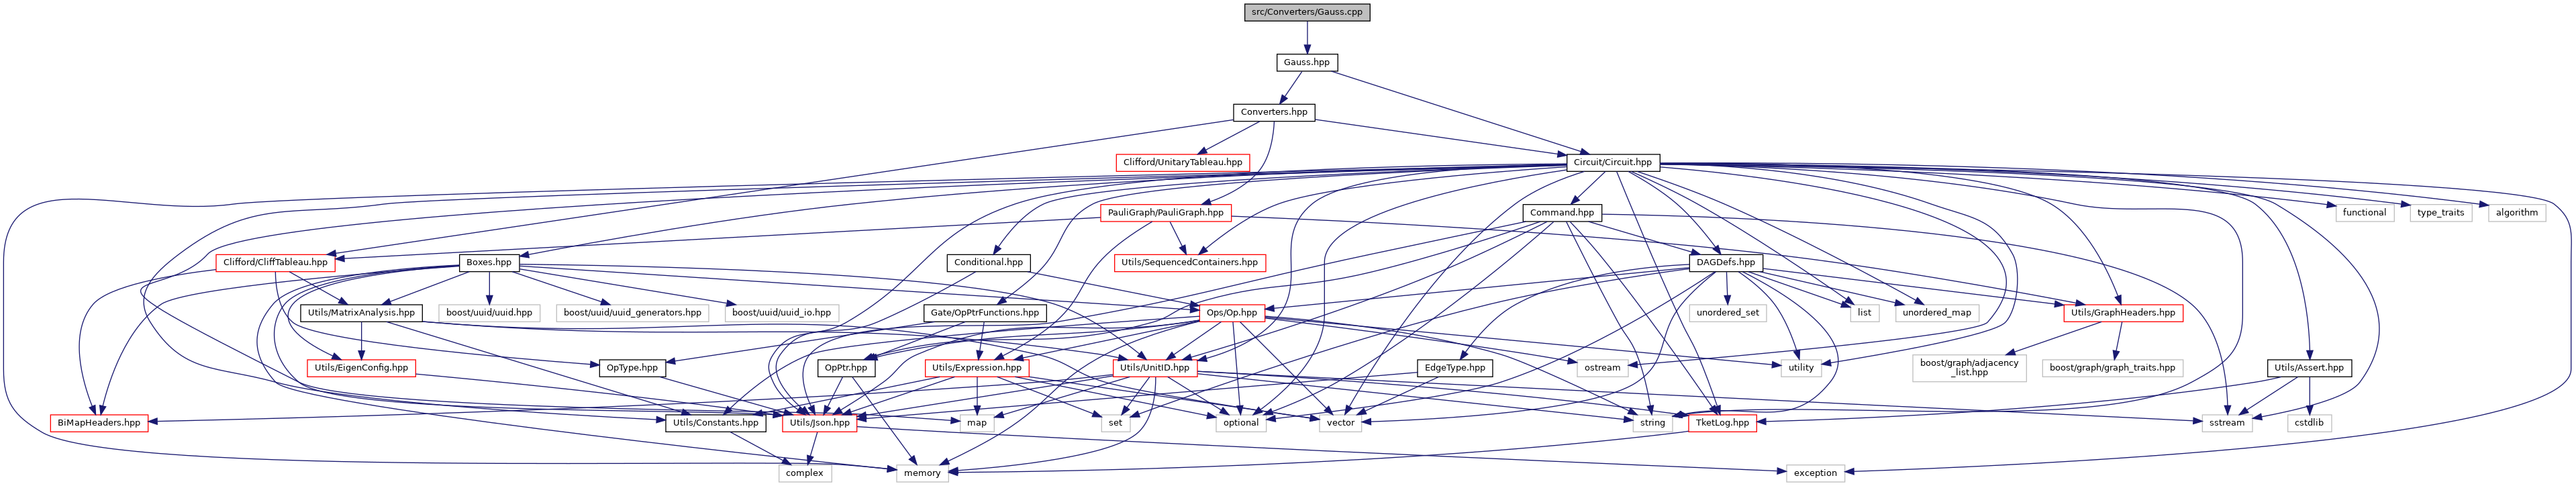 src/Converters/Gauss.cpp
Gauss.hpp
Converters.hpp
Clifford/UnitaryTableau.hpp
Circuit/Circuit.hpp
PauliGraph/PauliGraph.hpp
Command.hpp
functional
type_traits
algorithm
Clifford/CliffTableau.hpp
Boxes.hpp
Conditional.hpp
Utils/SequencedContainers.hpp
DAGDefs.hpp
Utils/MatrixAnalysis.hpp
boost/uuid/uuid.hpp
boost/uuid/uuid_generators.hpp
boost/uuid/uuid_io.hpp
Gate/OpPtrFunctions.hpp
Ops/Op.hpp
unordered_set
list
unordered_map
Utils/GraphHeaders.hpp
Utils/EigenConfig.hpp
OpType.hpp
OpPtr.hpp
Utils/Expression.hpp
Utils/UnitID.hpp
EdgeType.hpp
ostream
utility
boost/graph/adjacency
_list.hpp
boost/graph/graph_traits.hpp
Utils/Assert.hpp
BiMapHeaders.hpp
Utils/Constants.hpp
Utils/Json.hpp
map
set
optional
vector
string
TketLog.hpp
sstream
cstdlib
complex
memory
exception